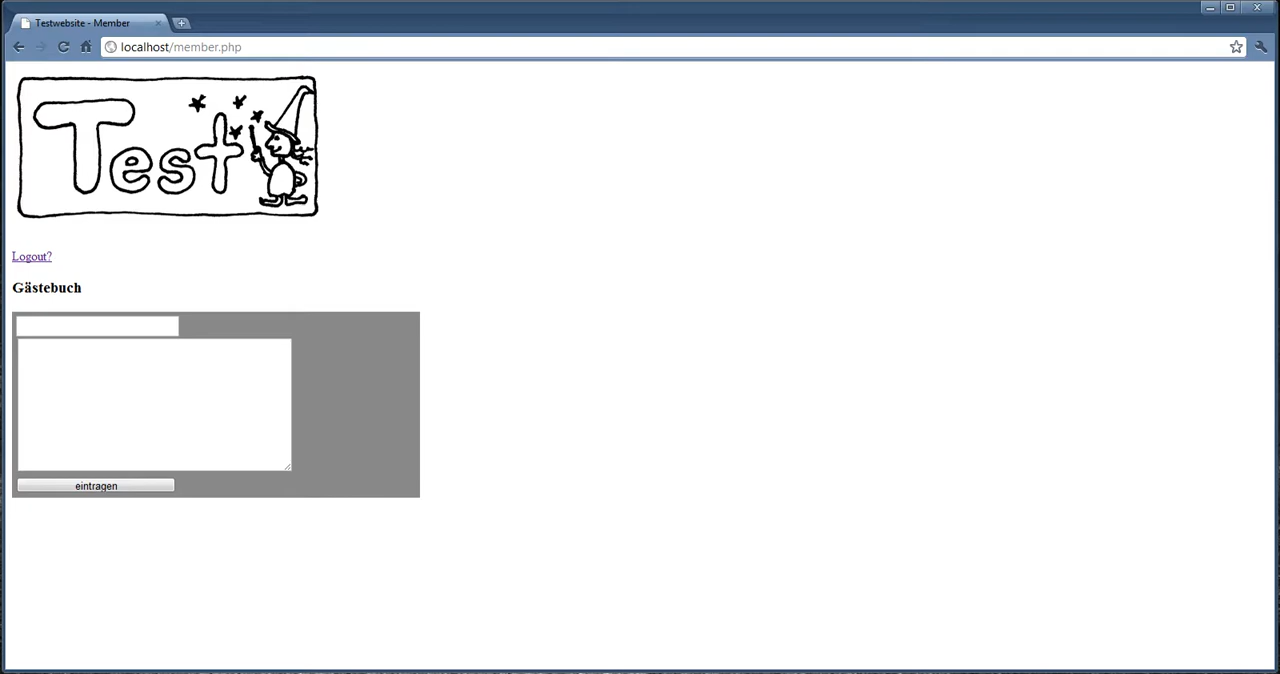 Testwebsite - Member
localhost/member.php
Test
Logout?
Gästebuch
eintragen